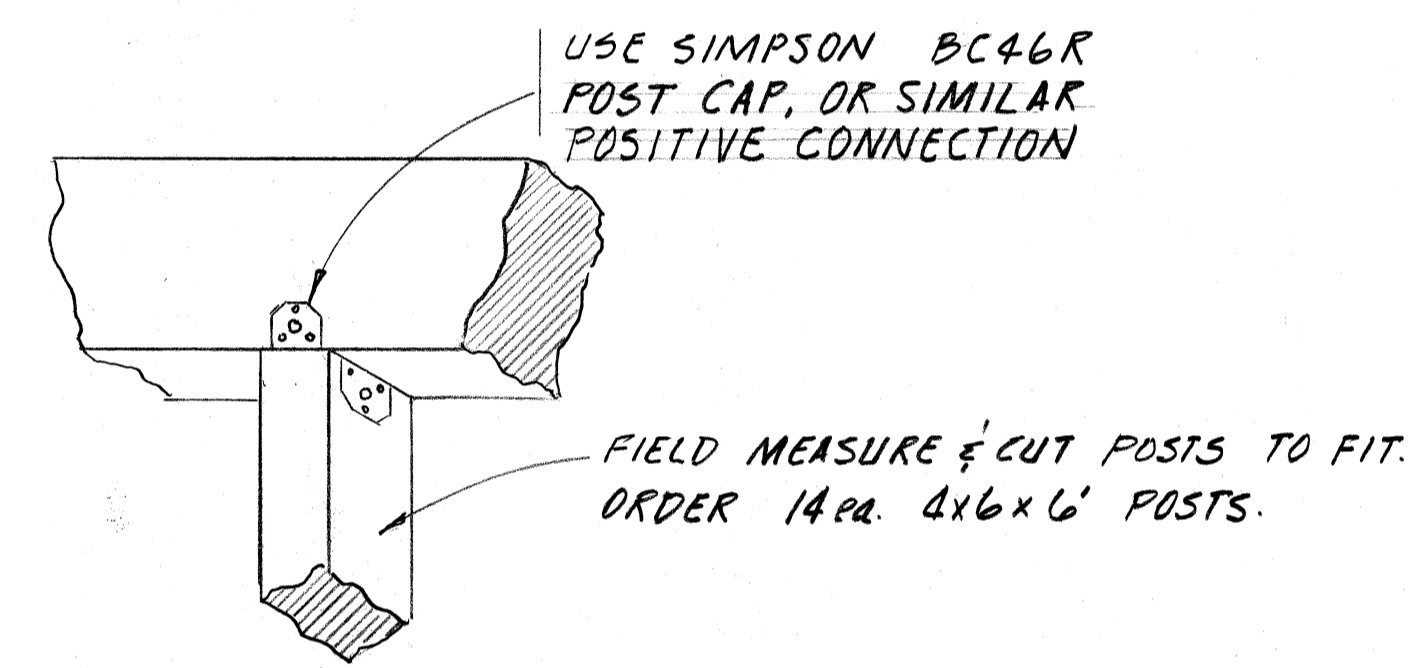 USE SIMPSON BC46R
POST CAP, OR SIMILAR
POSITIVE CONNECTION
FIELD MEASURE & CUT POSTS TO FIT.
ORDER 14 ea. 4x6x6' POSTS.